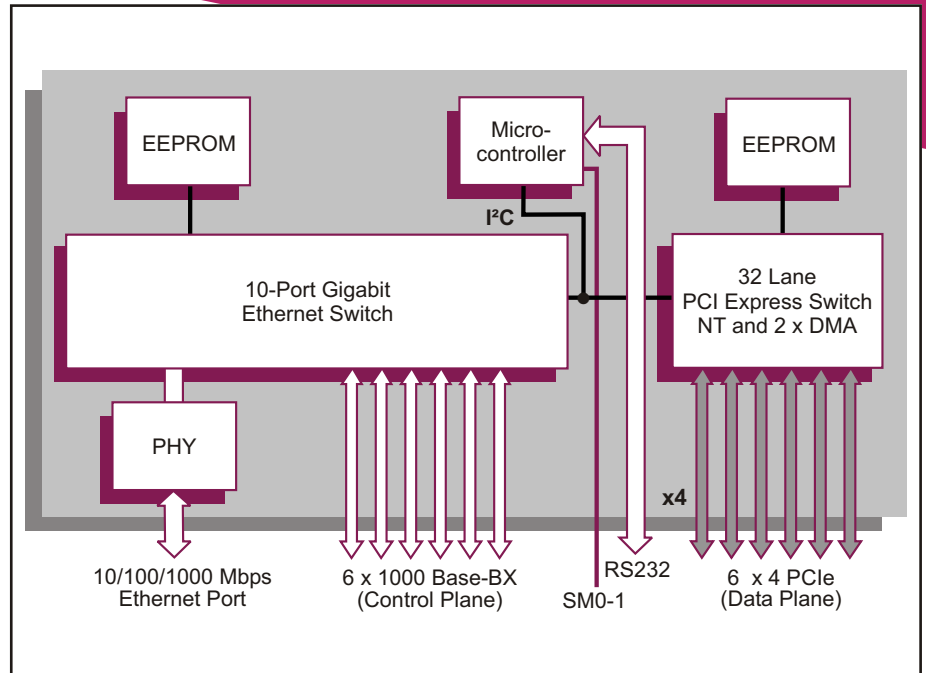 EEPROM
Micro-
controller
EEPROM
I²C
10-Port Gigabit
Ethernet Switch
32 Lane
PCI Express Switch
NT and 2 x DMA
PHY
x4
10/100/1000 Mbps
Ethernet Port
6 x 1000 Base-BX
(Control Plane)
RS232
SM0-1
6 x 4 PCIe
(Data Plane)